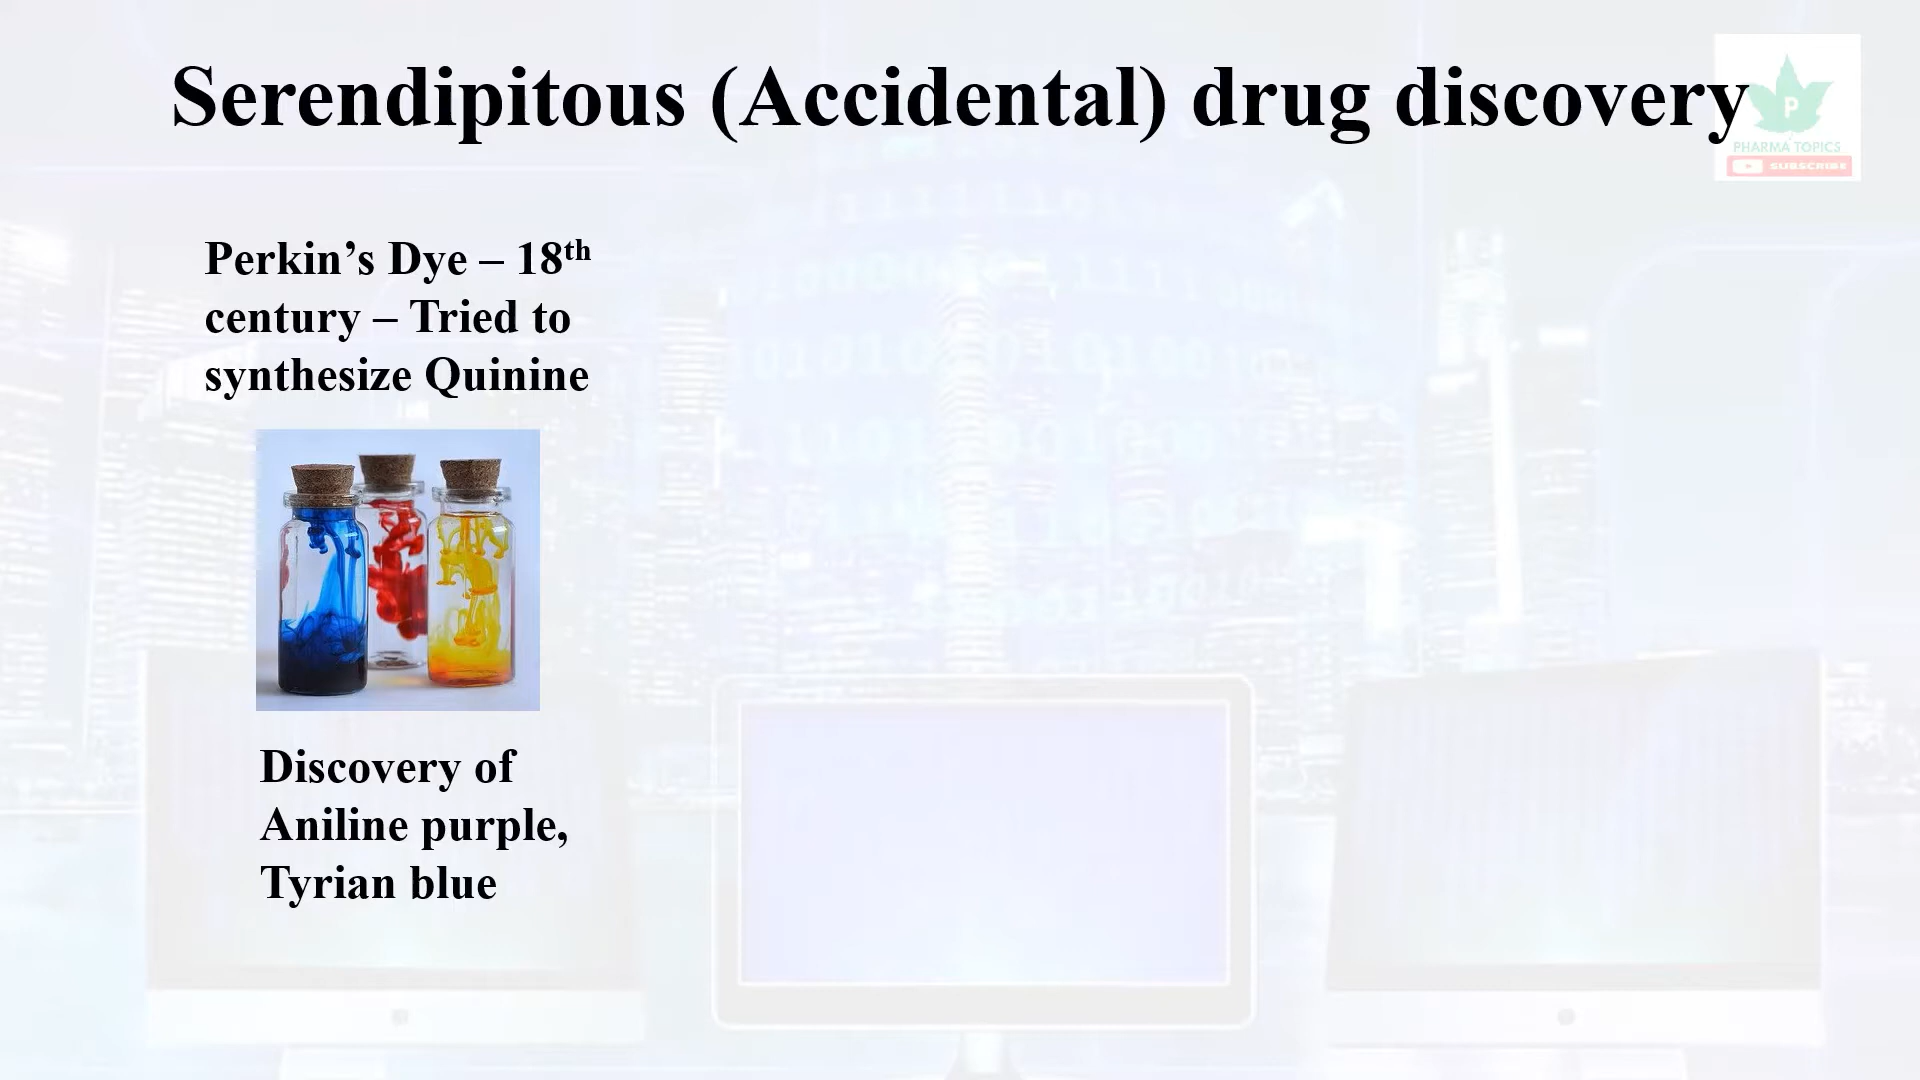 Serendipitous (Accidental) drug discovery
P
PHARMA TOPICS
SUBSCRIBE
Perkin’s Dye – 18th
century – Tried to
synthesize Quinine
Discovery of
Aniline purple,
Tyrian blue